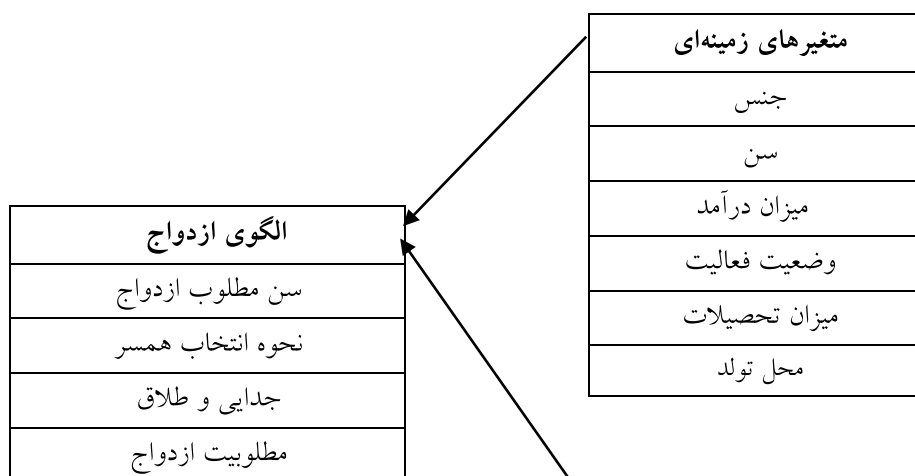 متغیرهای زمینه‌ای
جنس
سن
میزان درآمد
وضعیت فعالیت
میزان تحصیلات
محل تولد
الگوی ازدواج
سن مطلوب ازدواج
نحوه انتخاب همسر
جدایی و طلاق
مطلوبیت ازدواج